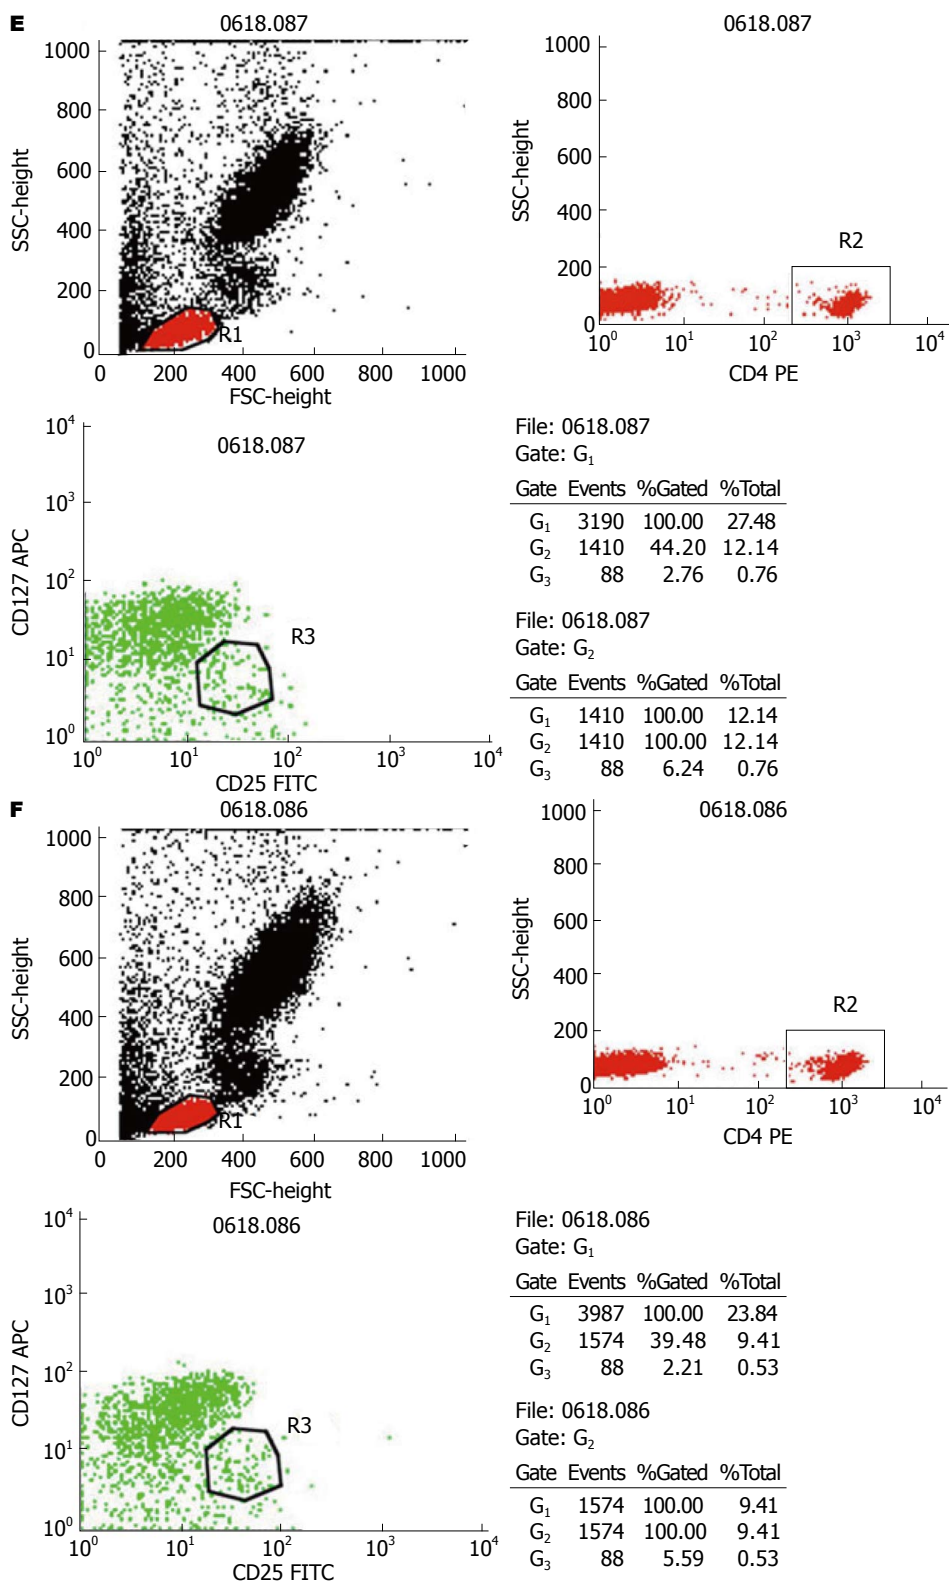 E
0618.087
1000
800
600
400
200
0
SSC-height
R1
0 200 400 600 800 1000
FSC-height
0618.087
1000
800
600
400
200
0
SSC-height
R2
10⁰ 10¹ 10² 10³ 10⁴
CD4 PE
0618.087
10⁴
10³
10²
10¹
10⁰
CD127 APC
R3
10⁰ 10¹ 10² 10³ 10⁴
CD25 FITC
File: 0618.087
Gate: G₁
Gate Events %Gated %Total
G₁ 3190 100.00 27.48
G₂ 1410 44.20 12.14
G₃ 88 2.76 0.76
File: 0618.087
Gate: G₂
Gate Events %Gated %Total
G₁ 1410 100.00 12.14
G₂ 1410 100.00 12.14
G₃ 88 6.24 0.76
F
0618.086
1000
800
600
400
200
0
SSC-height
R1
0 200 400 600 800 1000
FSC-height
0618.086
1000
800
600
400
200
0
SSC-height
R2
10⁰ 10¹ 10² 10³ 10⁴
CD4 PE
0618.086
10⁴
10³
10²
10¹
10⁰
CD127 APC
R3
10⁰ 10¹ 10² 10³ 10⁴
CD25 FITC
File: 0618.086
Gate: G₁
Gate Events %Gated %Total
G₁ 3987 100.00 23.84
G₂ 1574 39.48 9.41
G₃ 88 2.21 0.53
File: 0618.086
Gate: G₂
Gate Events %Gated %Total
G₁ 1574 100.00 9.41
G₂ 1574 100.00 9.41
G₃ 88 5.59 0.53